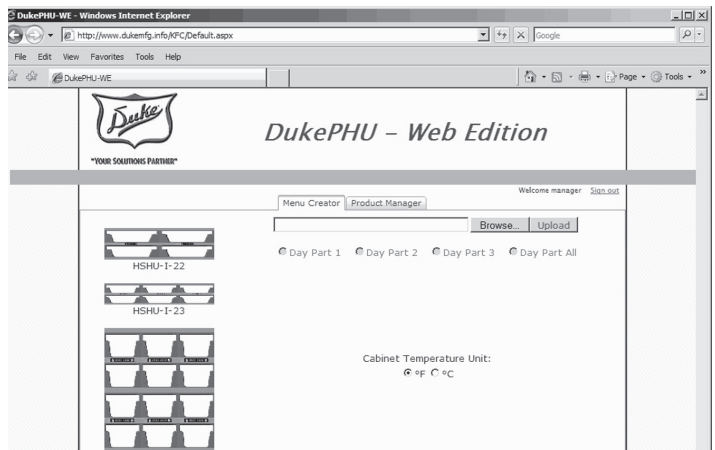 DukePHU-WE - Windows Internet Explorer
http://www.dukemfg.info/KFC/Default.aspx
Google
File Edit View Favorites Tools Help
DukePHU-WE
Page Tools »
Duke
"YOUR SOLUTIONS PARTNER"
DukePHU – Web Edition
Welcome manager Sign out
Menu Creator Product Manager
Browse... Upload
Day Part 1 Day Part 2 Day Part 3 Day Part All
HSHU-I-22
HSHU-I-23
Cabinet Temperature Unit:
ºF ºC